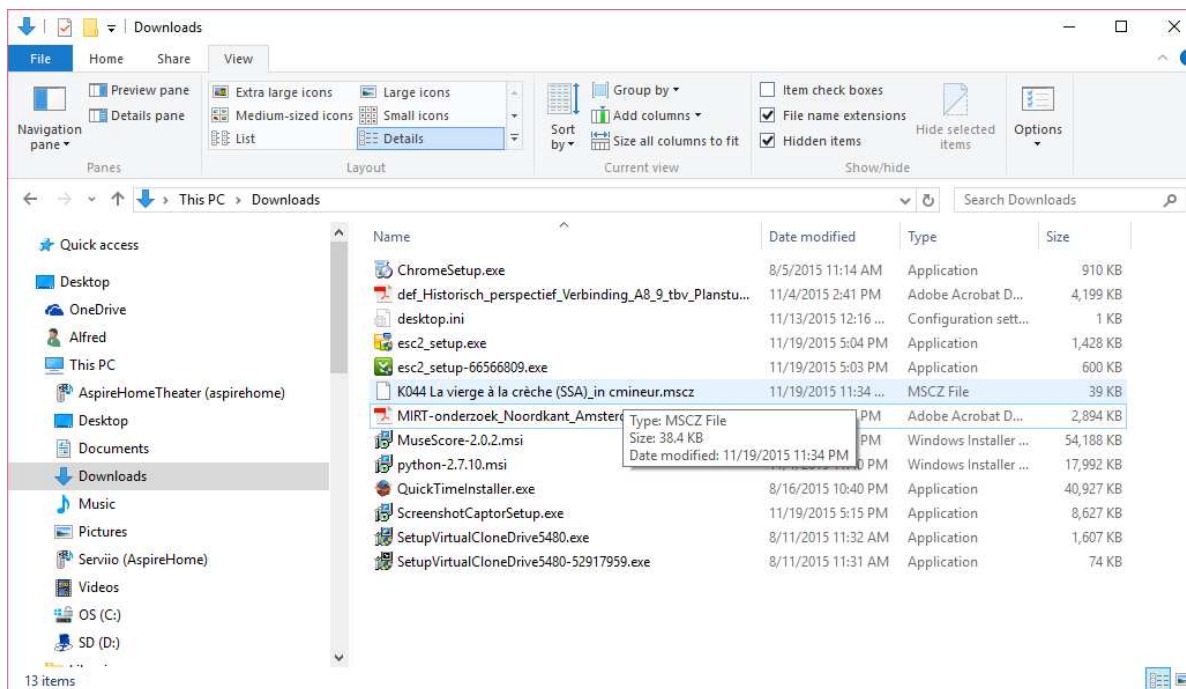 Downloads
File Home Share View
Navigation pane
Preview pane
Details pane
Panes
Extra large icons Large icons
Medium-sized icons Small icons
List Details
Layout
Sort by
Group by
Add columns
Size all columns to fit
Current view
Item check boxes
File name extensions
Hidden items
Hide selected items
Show/hide
Options
This PC > Downloads
Search Downloads
Quick access
Desktop
OneDrive
Alfred
This PC
AspireHomeTheater (aspirehome)
Desktop
Documents
Downloads
Music
Pictures
Serviio (AspireHome)
Videos
OS (C:)
SD (D:)
Name Date modified Type Size
ChromeSetup.exe 8/5/2015 11:14 AM Application 910 KB
def_Historisch_perspectief_Verbinding_A8_9_tbv_Planstu... 11/4/2015 2:41 PM Adobe Acrobat D... 4,199 KB
desktop.ini 11/13/2015 12:16 ... Configuration sett... 1 KB
esc2_setup.exe 11/19/2015 5:04 PM Application 1,428 KB
esc2_setup-66566809.exe 11/19/2015 5:03 PM Application 600 KB
K044 La vierge à la crèche (SSA)_in cmineur.mscz 11/19/2015 11:34 ... MSCZ File 39 KB
MIRT-onderzoek_Noordkant_Amster PM Adobe Acrobat D... 2,894 KB
Type: MSCZ File
Size: 38.4 KB
Date modified: 11/19/2015 11:34 PM
MuseScore-2.0.2.msi PM Windows Installer ... 54,188 KB
python-2.7.10.msi PM Windows Installer ... 17,992 KB
QuickTimeInstaller.exe 8/16/2015 10:40 PM Application 40,927 KB
ScreenshotCaptorSetup.exe 11/19/2015 5:15 PM Application 8,627 KB
SetupVirtualCloneDrive5480.exe 8/11/2015 11:32 AM Application 1,607 KB
SetupVirtualCloneDrive5480-52917959.exe 8/11/2015 11:31 AM Application 74 KB
13 items